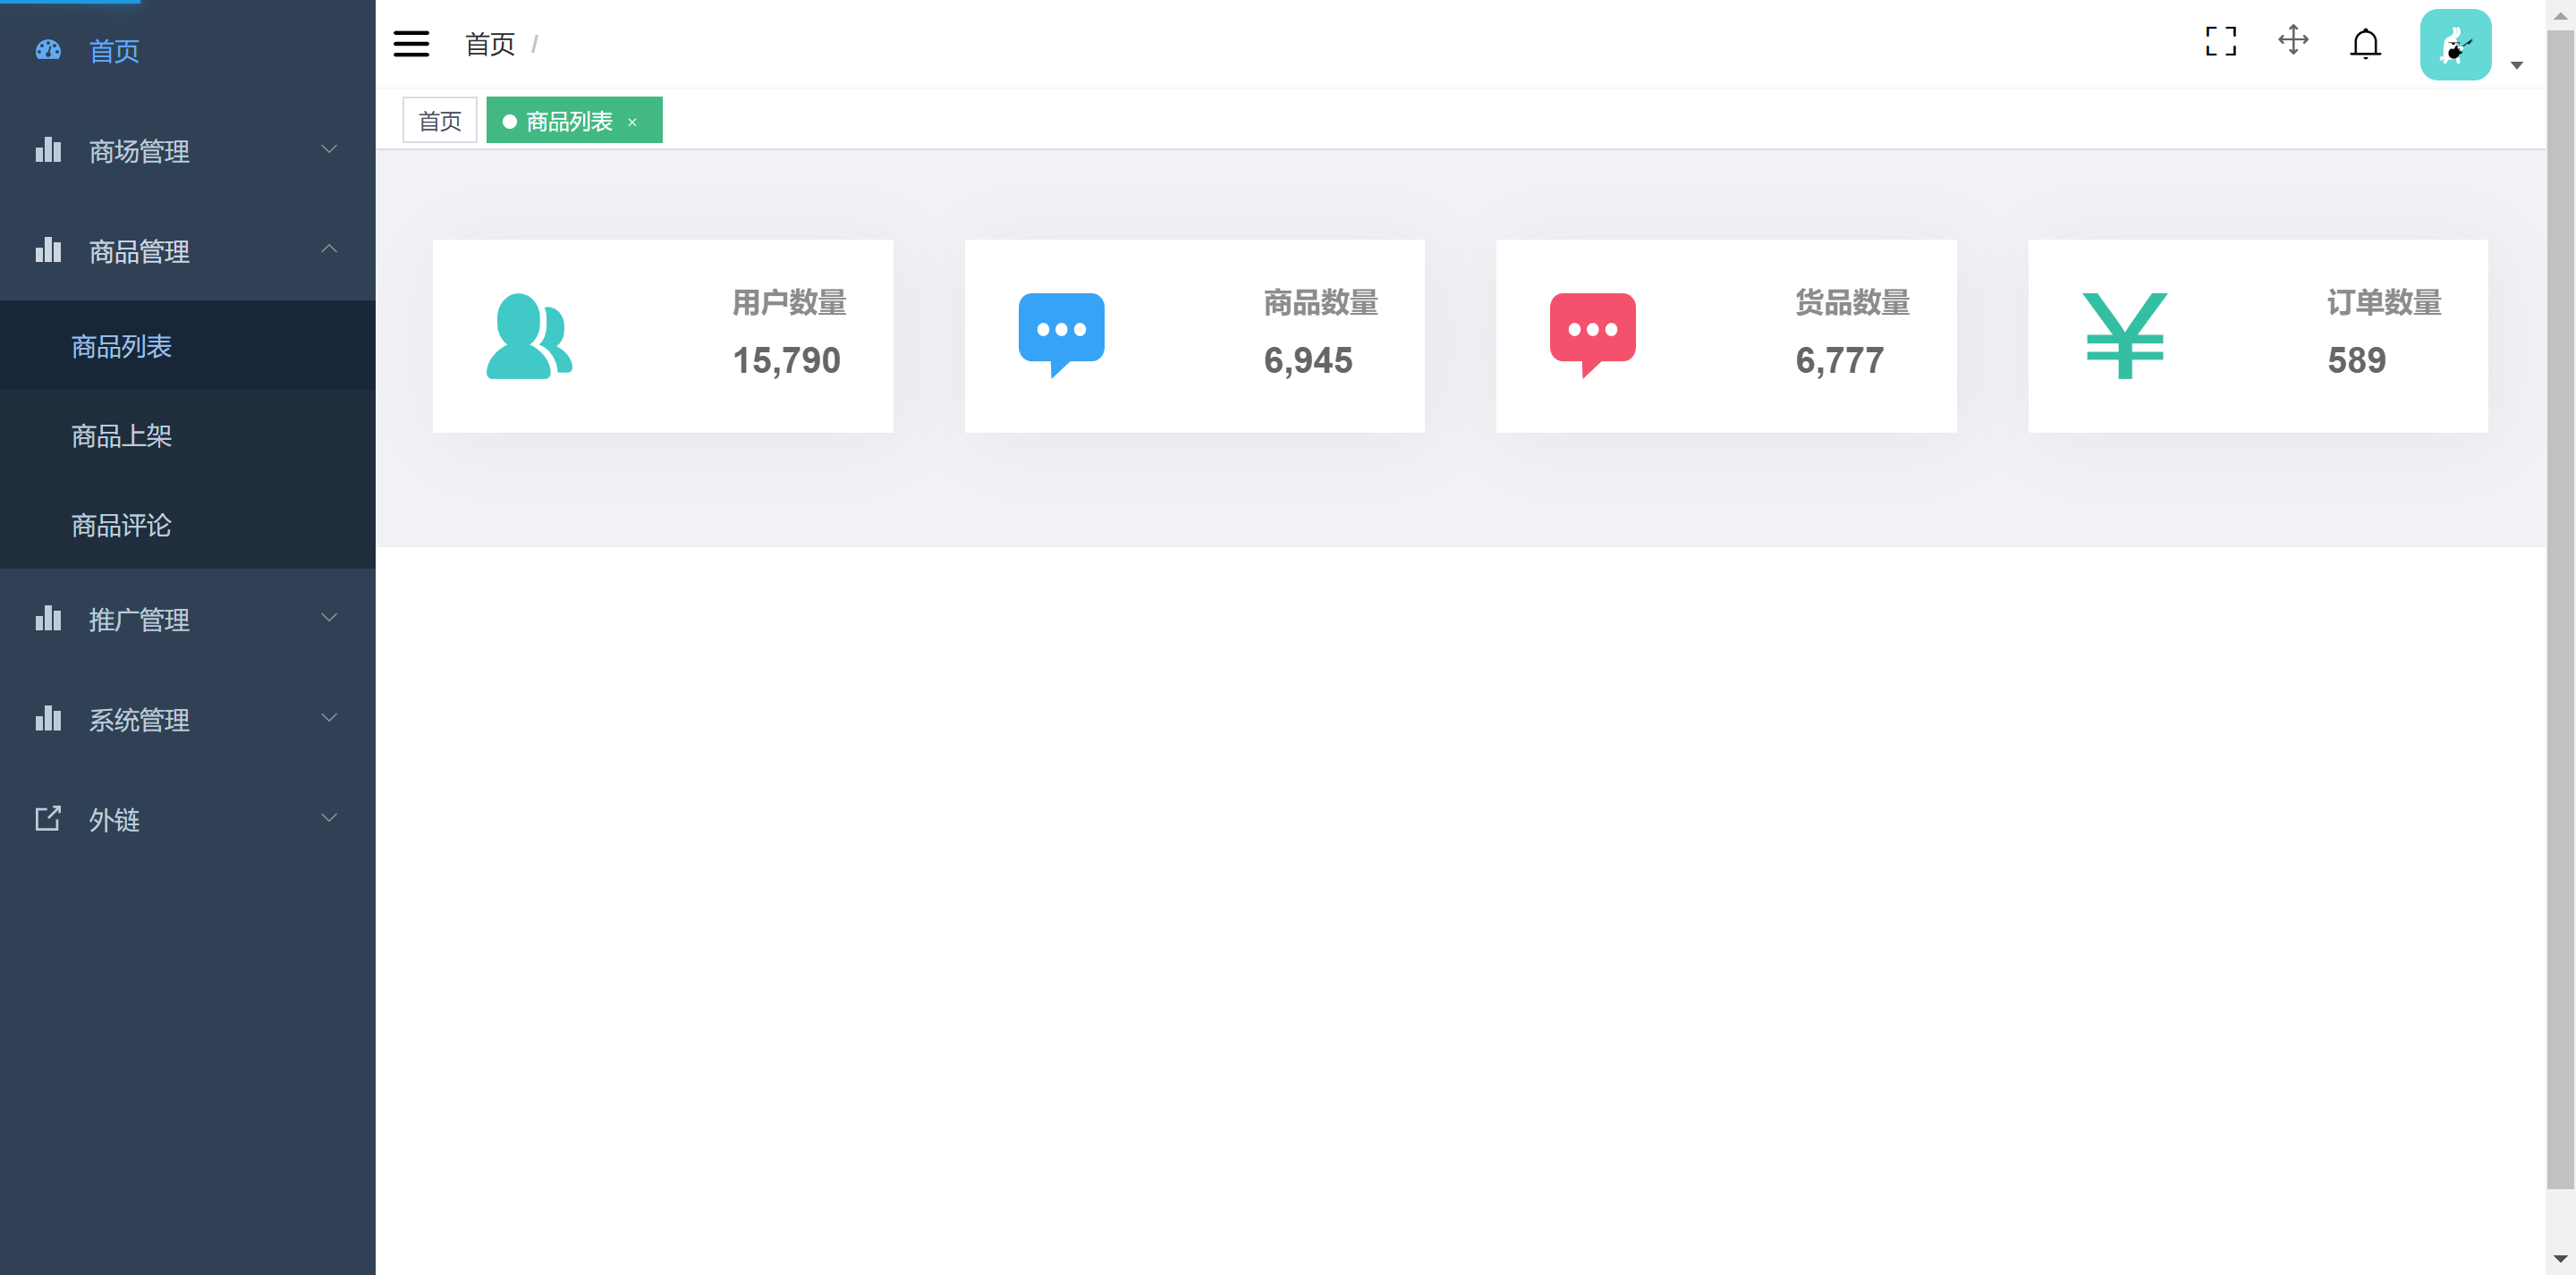 首页
商场管理
商品管理
商品列表
商品上架
商品评论
推广管理
系统管理
外链
首页 /
首页
商品列表 ×
用户数量
15,790
商品数量
6,945
货品数量
6,777
订单数量
589